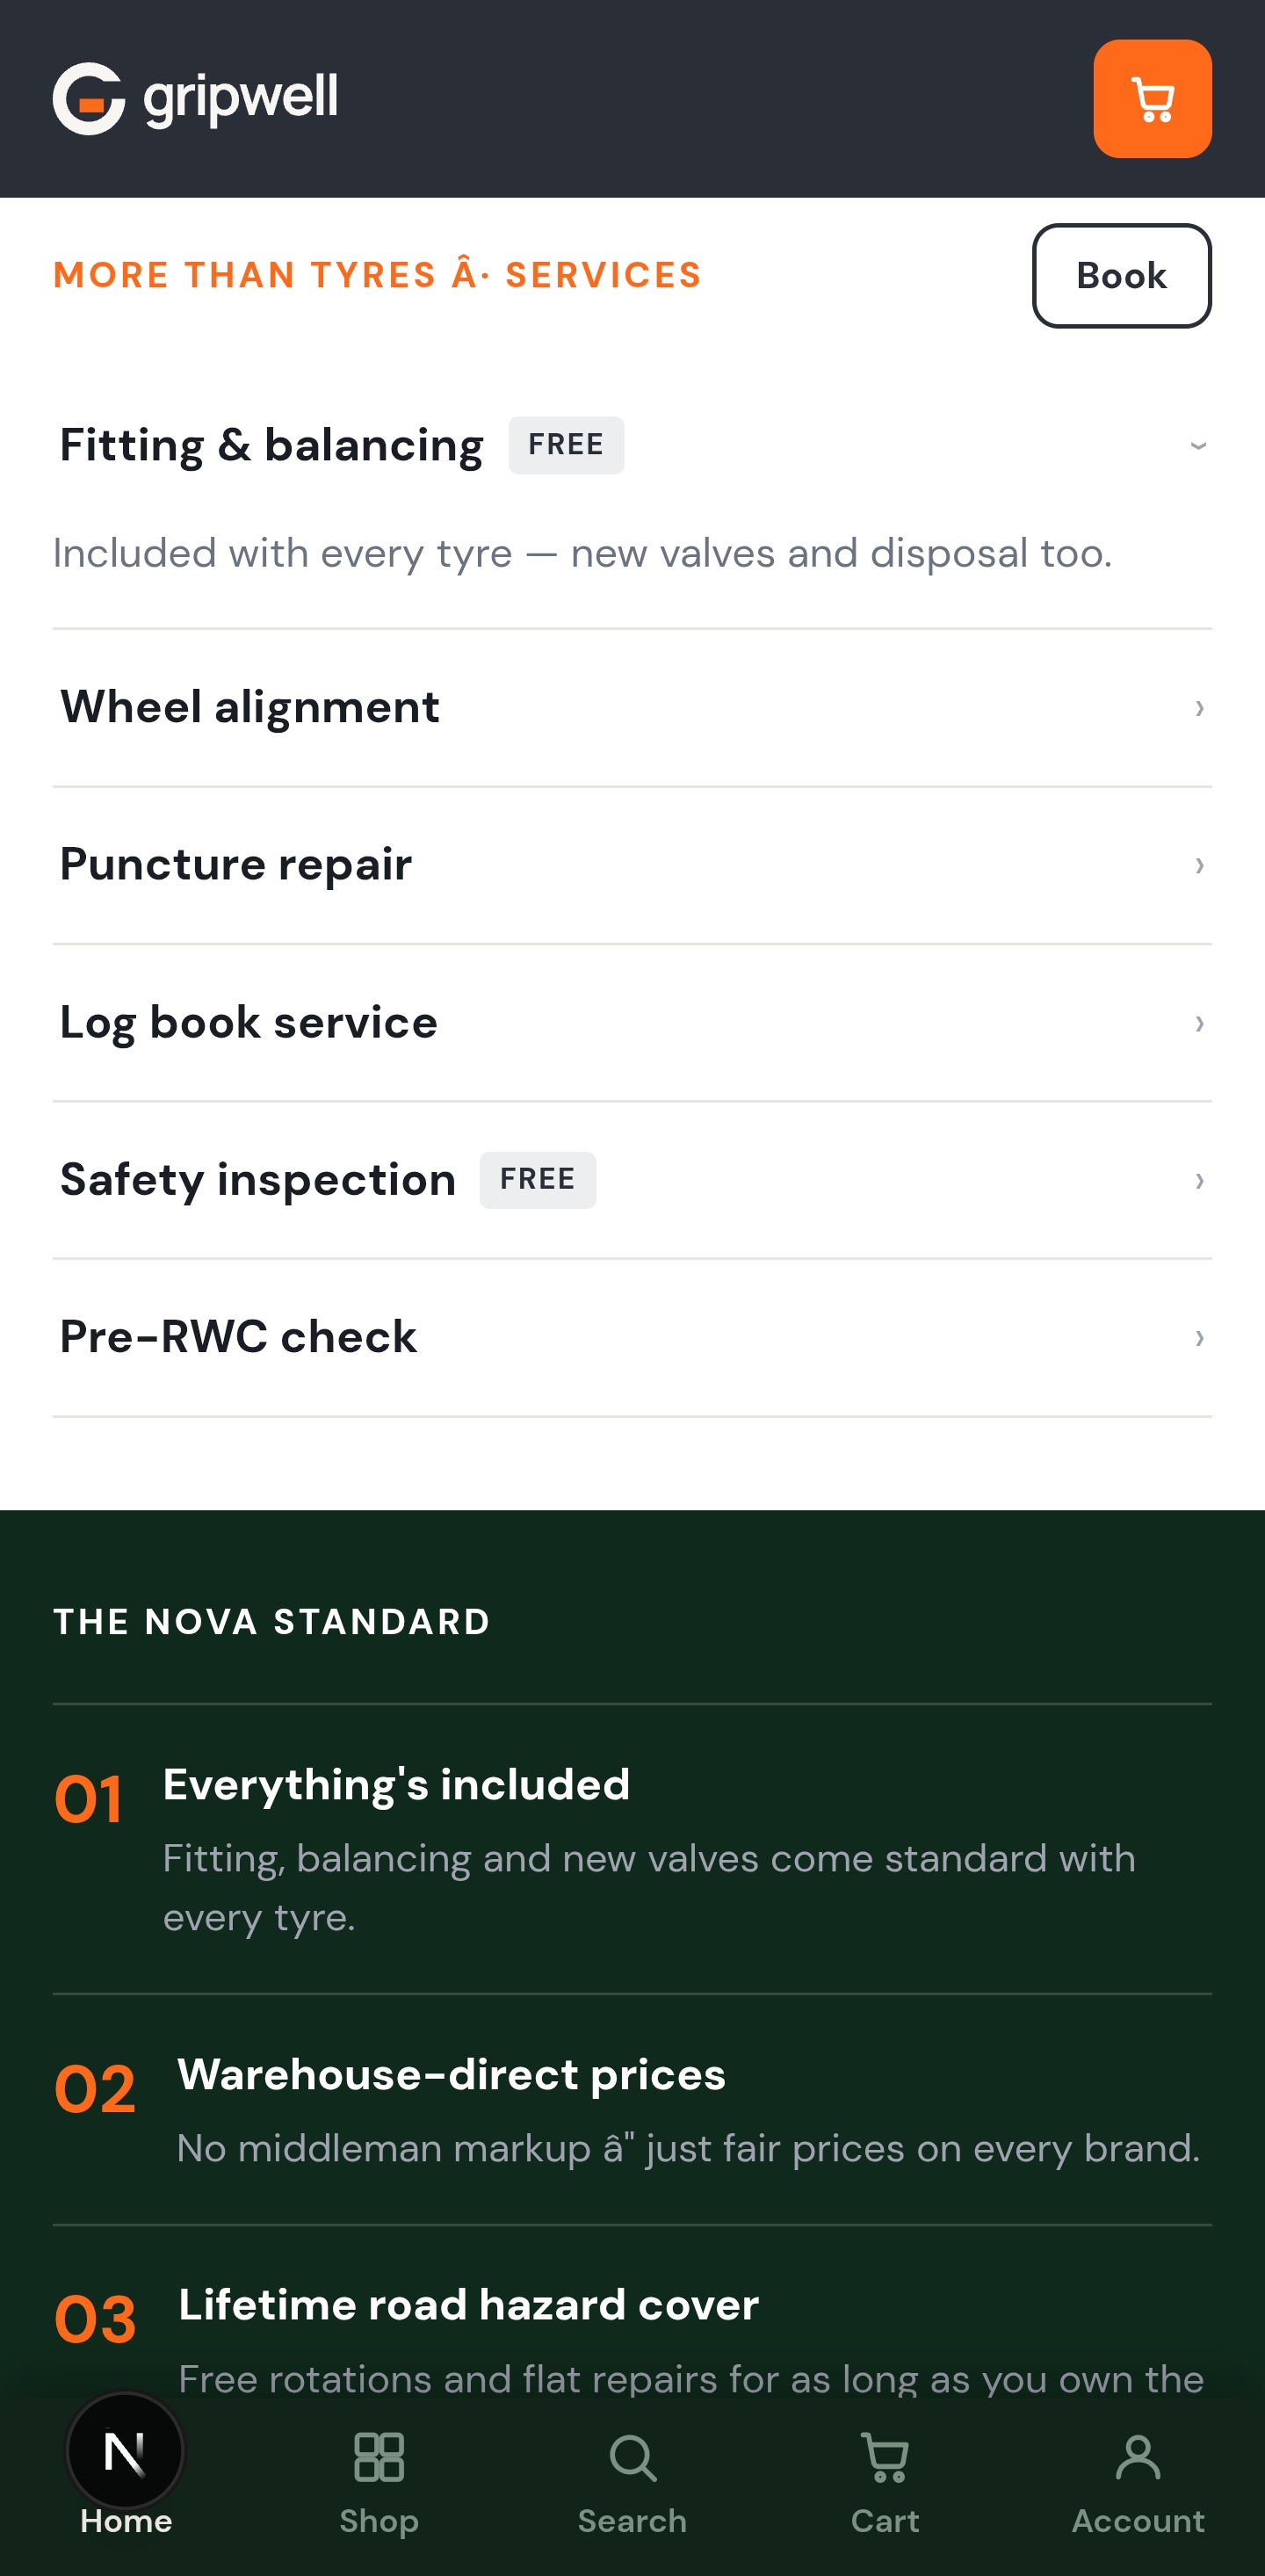 gripwell
MORE THAN TYRES Â· SERVICES
Book
Fitting & balancing FREE
Included with every tyre — new valves and disposal too.
Wheel alignment
Puncture repair
Log book service
Safety inspection FREE
Pre-RWC check
THE NOVA STANDARD
01 Everything's included
Fitting, balancing and new valves come standard with
every tyre.
02 Warehouse-direct prices
No middleman markup â" just fair prices on every brand.
03 Lifetime road hazard cover
Free rotations and flat repairs for as long as you own the
N
Home Shop Search Cart Account